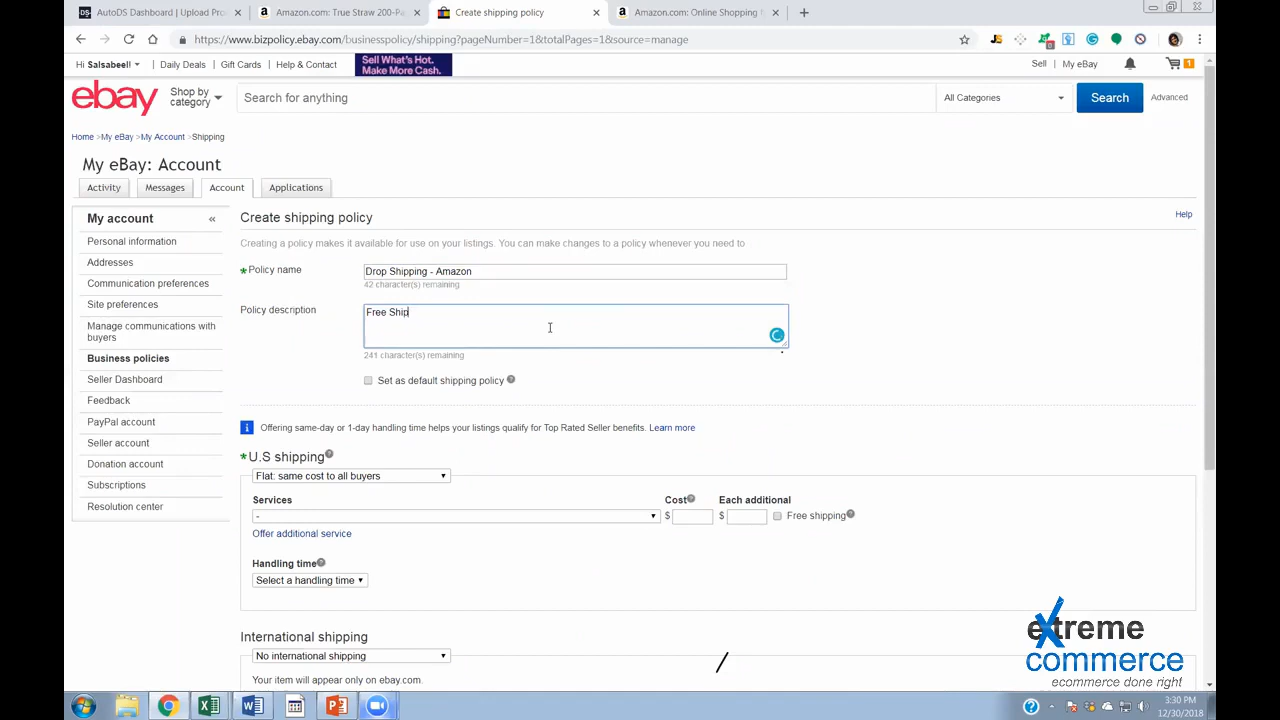 AutoDS Dashboard | Upload Pro
Amazon.com: True Straw 200-Pa
Create shipping policy
Amazon.com: Online Shopping
https://www.bizpolicy.ebay.com/businesspolicy/shipping?pageNumber=1&totalPages=1&source=manage
Hi Salsabeell
Daily Deals
Gift Cards
Help & Contact
Sell What's Hot.
Make More Cash.
Sell
My eBay
1
ebay
Shop by
category
Search for anything
All Categories
Search
Advanced
Home >My eBay >My Account >Shipping
My eBay: Account
Activity
Messages
Account
Applications
My account
«
Personal information
Addresses
Communication preferences
Site preferences
Manage communications with
buyers
Business policies
Seller Dashboard
Feedback
PayPal account
Seller account
Donation account
Subscriptions
Resolution center
Create shipping policy
Help
Creating a policy makes it available for use on your listings. You can make changes to a policy whenever you need to
* Policy name
Drop Shipping - Amazon
42 character(s) remaining
Policy description
Free Ship
241 character(s) remaining
Set as default shipping policy
Offering same-day or 1-day handling time helps your listings qualify for Top Rated Seller benefits. Learn more
* U.S shipping
Flat: same cost to all buyers
Services
Cost
Each additional
-
$
$
Free shipping
Offer additional service
Handling time
Select a handling time
International shipping
No international shipping
Your item will appear only on ebay.com.
extreme
commerce
ecommerce done right
3:30 PM
12/30/2018